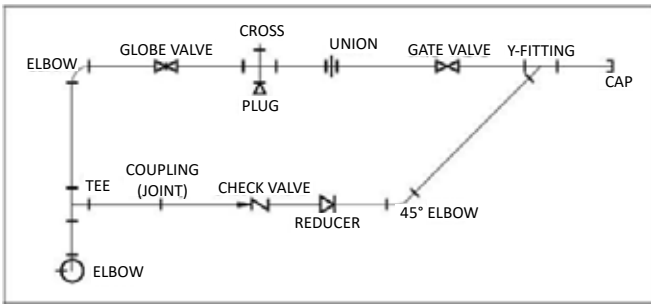 CROSS
GLOBE VALVE
UNION
GATE VALVE
Y-FITTING
ELBOW
CAP
PLUG
COUPLING
(JOINT)
TEE
CHECK VALVE
REDUCER
45° ELBOW
ELBOW